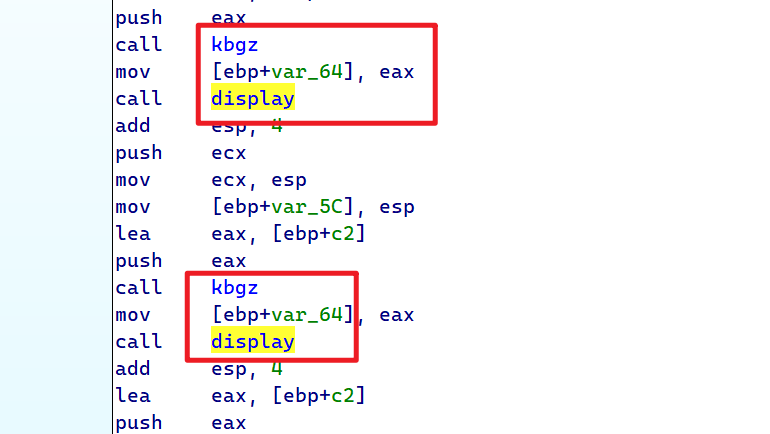 push eax
call kbgz
mov [ebp+var_64], eax
call display
add esp, 4
push ecx
mov ecx, esp
mov [ebp+var_5C], esp
lea eax, [ebp+c2]
push eax
call kbgz
mov [ebp+var_64], eax
call display
add esp, 4
lea eax, [ebp+c2]
push eax